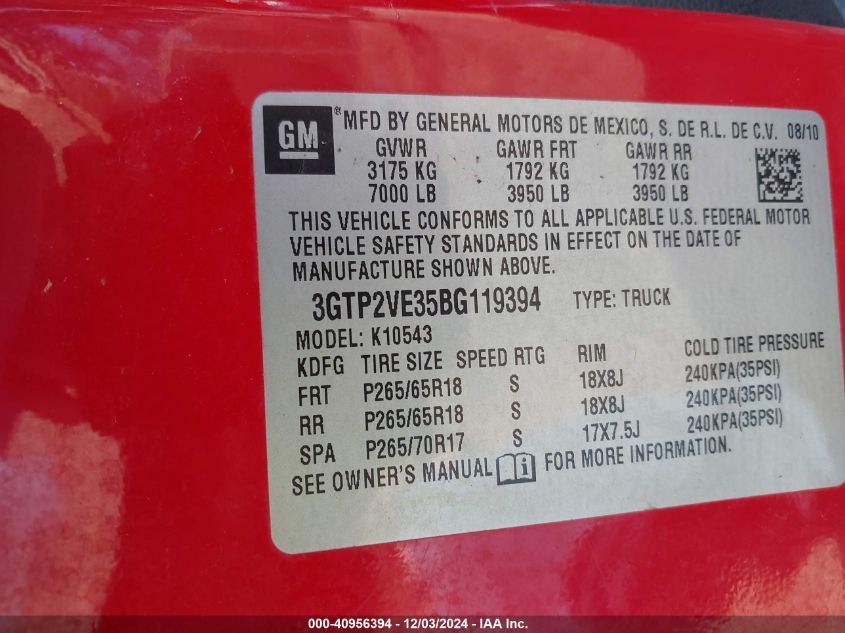 GM ® MFD BY GENERAL MOTORS DE MEXICO, S. DE R.L. DE C.V. 08/10
GVWR GAWR FRT GAWR RR
3175 KG 1792 KG 1792 KG
7000 LB 3950 LB 3950 LB
THIS VEHICLE CONFORMS TO ALL APPLICABLE U.S. FEDERAL MOTOR
VEHICLE SAFETY STANDARDS IN EFFECT ON THE DATE OF
MANUFACTURE SHOWN ABOVE.
3GTP2VE35BG119394 TYPE: TRUCK
MODEL: K10543
KDFG TIRE SIZE SPEED RTG RIM COLD TIRE PRESSURE
FRT P265/65R18 S 18X8J 240KPA(35PSI)
RR P265/65R18 S 18X8J 240KPA(35PSI)
SPA P265/70R17 S 17X7.5J 240KPA(35PSI)
SEE OWNER'S MANUAL i FOR MORE INFORMATION.
000-40956394 - 12/03/2024 - IAA Inc.